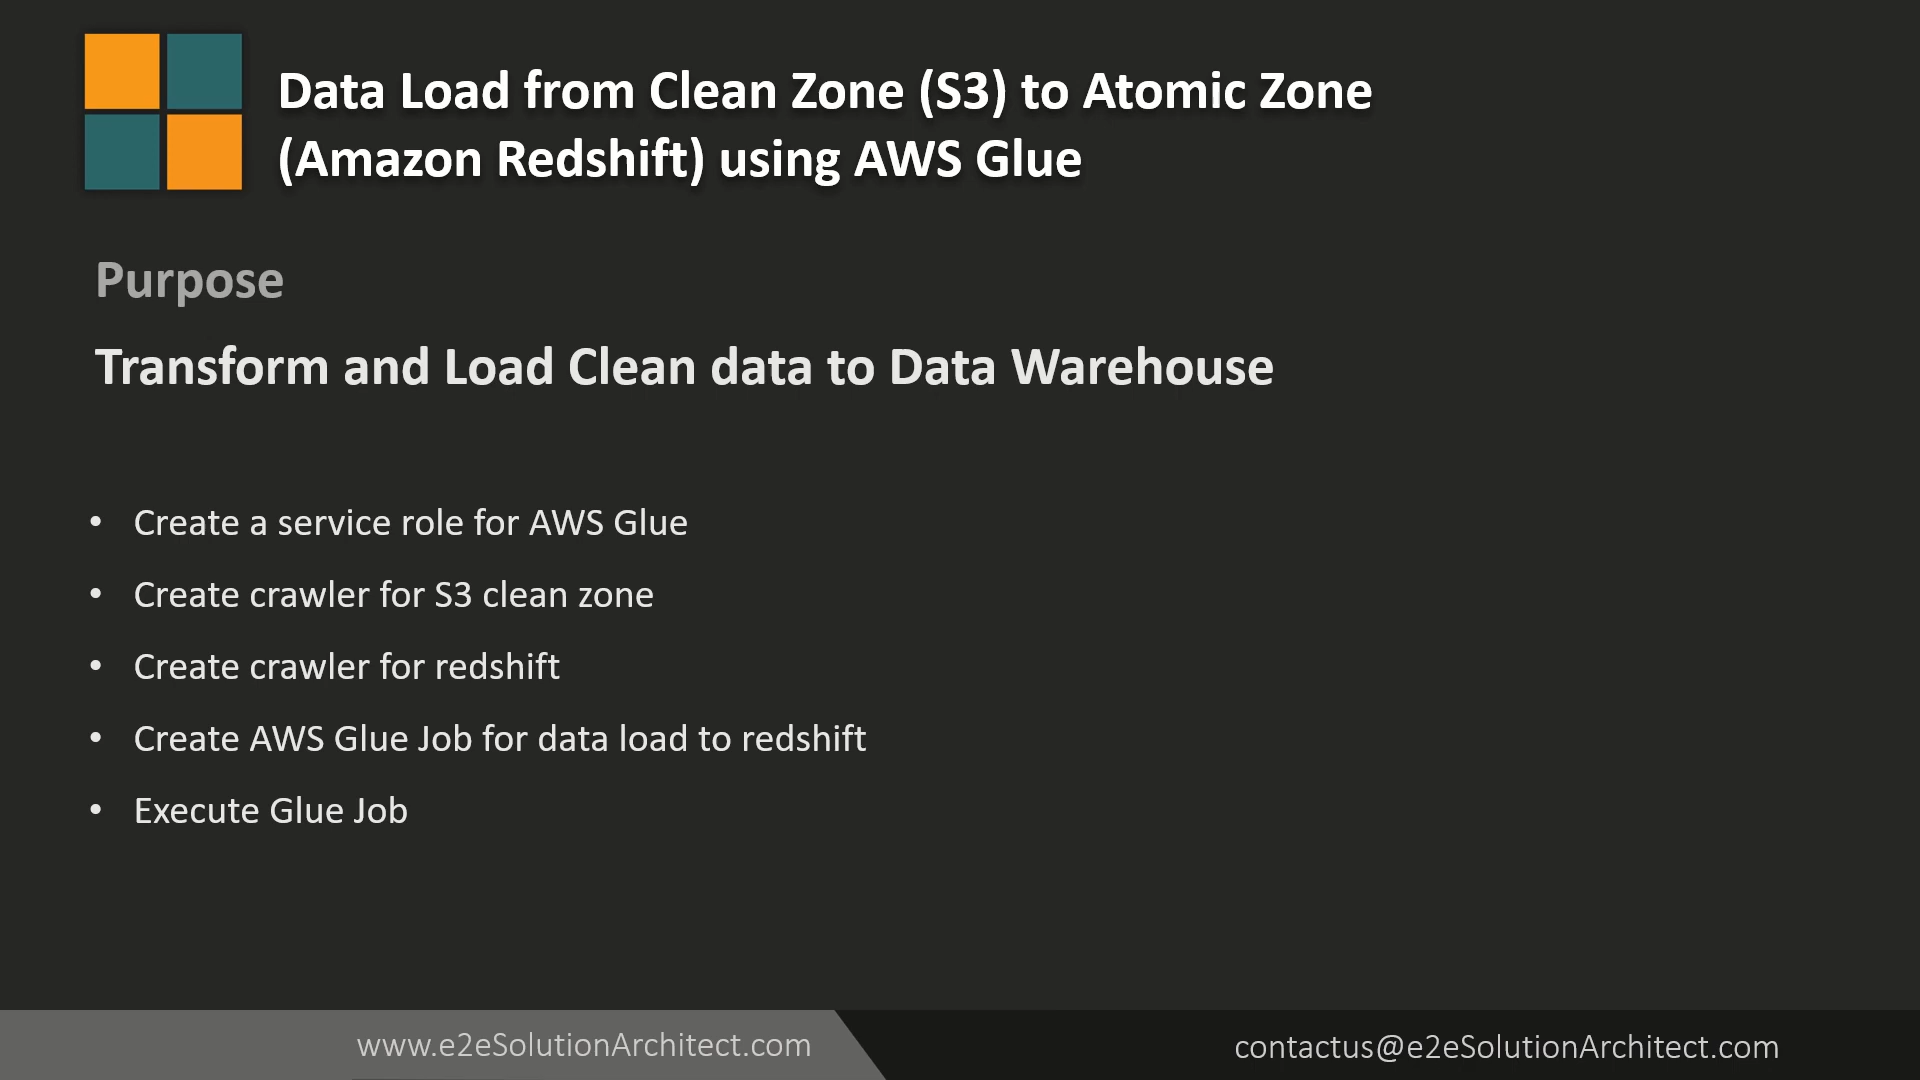 Data Load from Clean Zone (S3) to Atomic Zone
(Amazon Redshift) using AWS Glue
Purpose
Transform and Load Clean data to Data Warehouse
• Create a service role for AWS Glue
• Create crawler for S3 clean zone
• Create crawler for redshift
• Create AWS Glue Job for data load to redshift
• Execute Glue Job
www.e2eSolutionArchitect.com
contactus@e2eSolutionArchitect.com